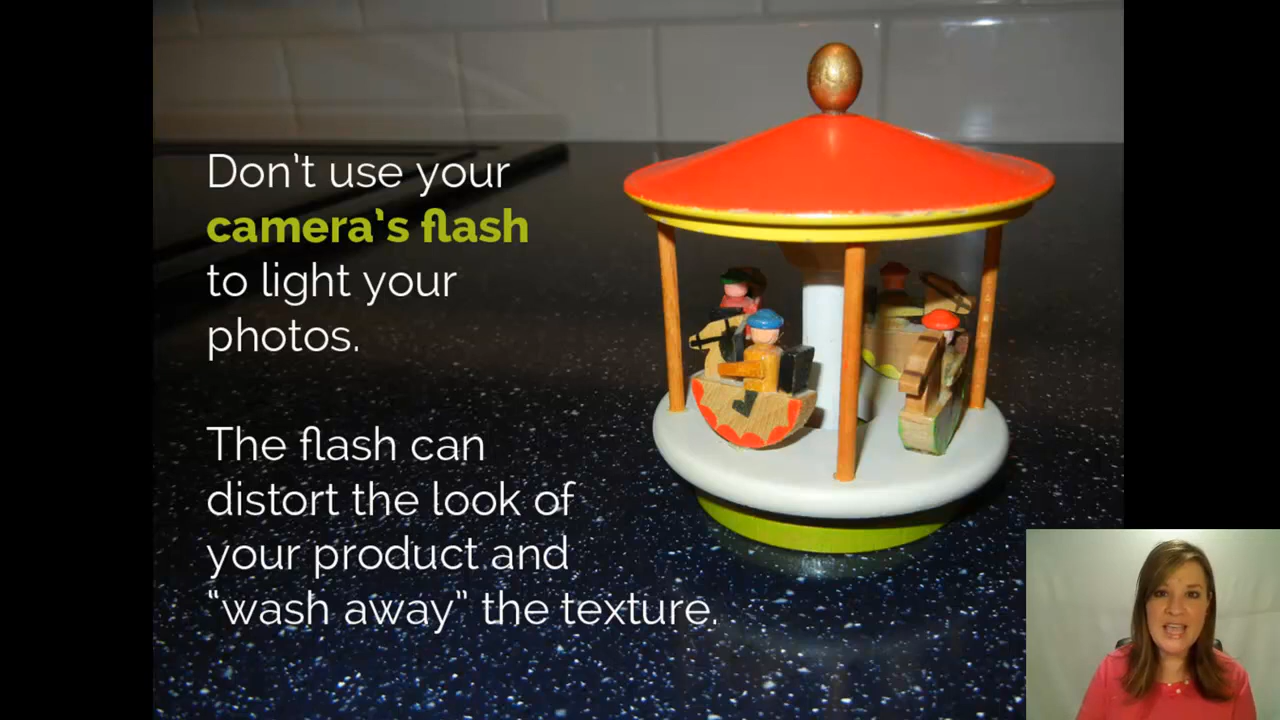 Don’t use your
camera’s flash
to light your
photos.
The flash can
distort the look of
your product and
“wash away” the texture.